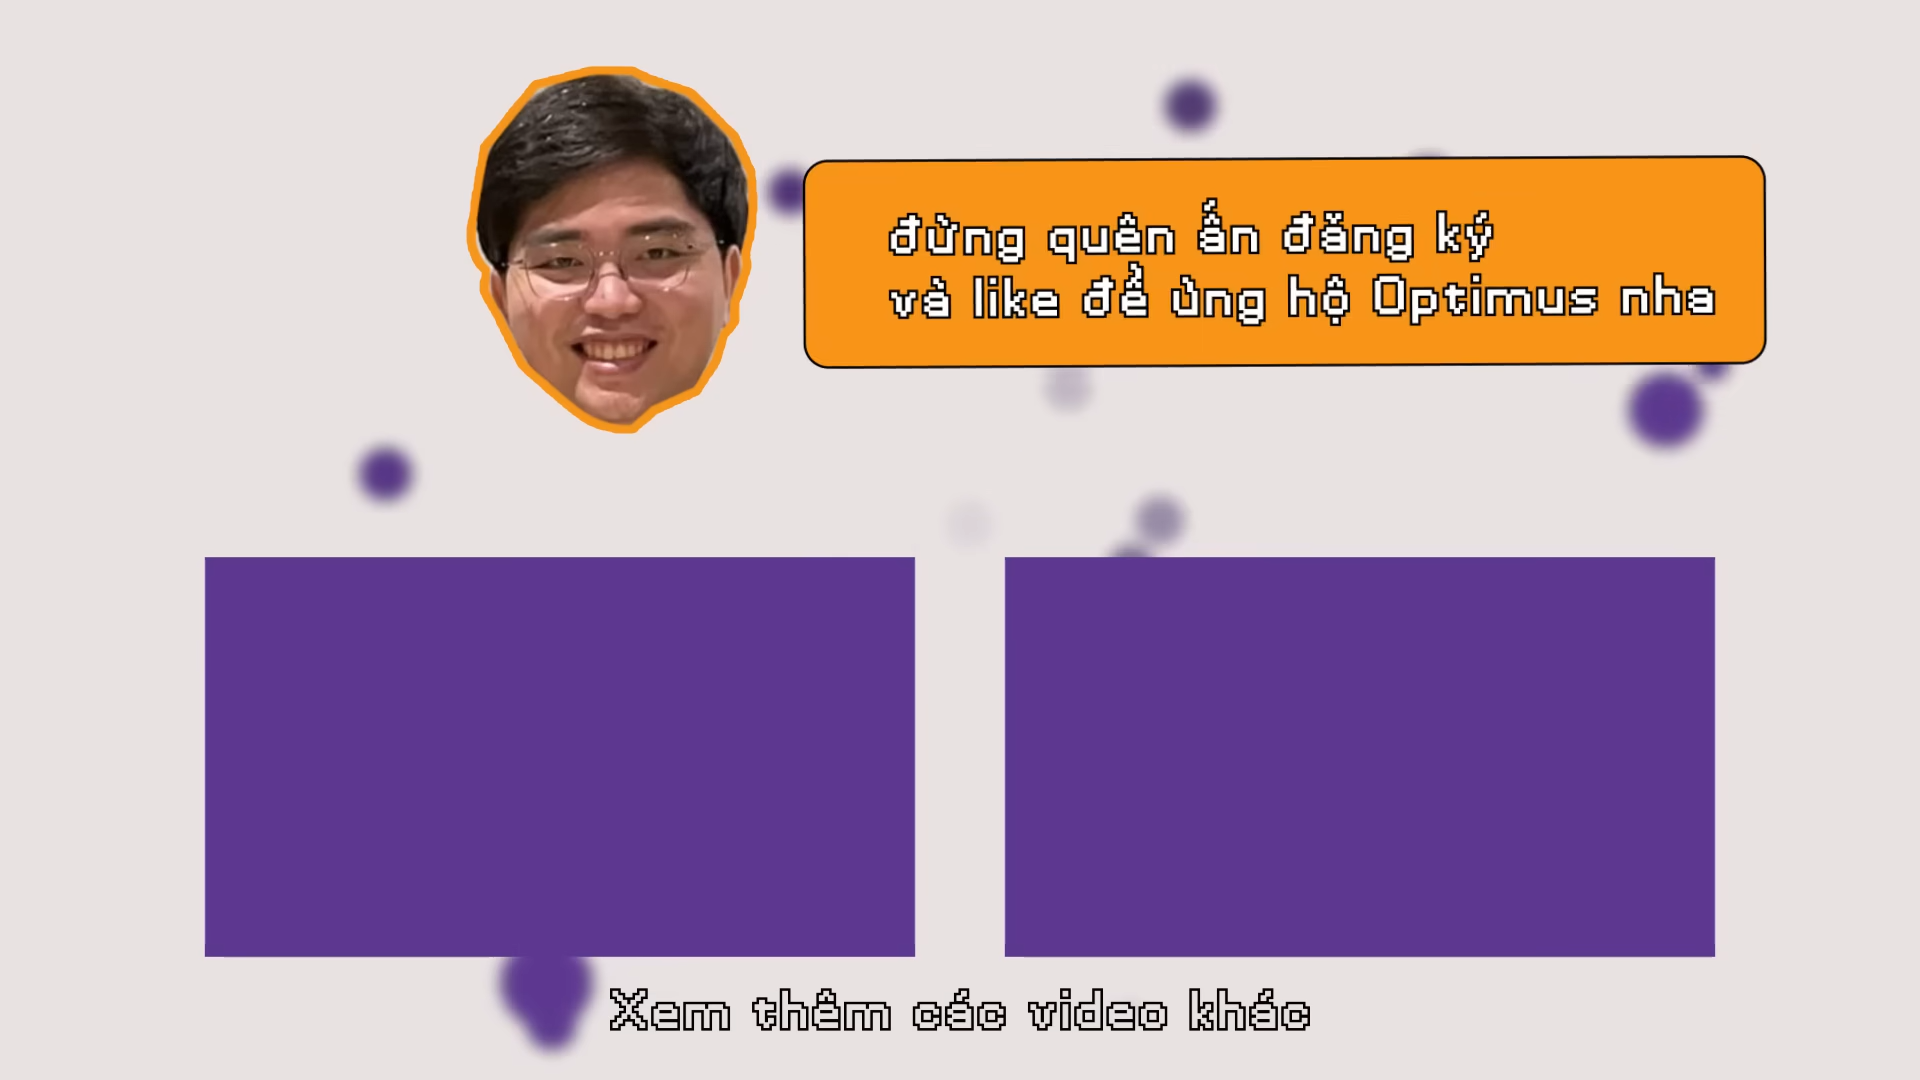 đừng quên ấn đăng ký
và like để ủng hộ Optimus nha
Xem thêm các video khác